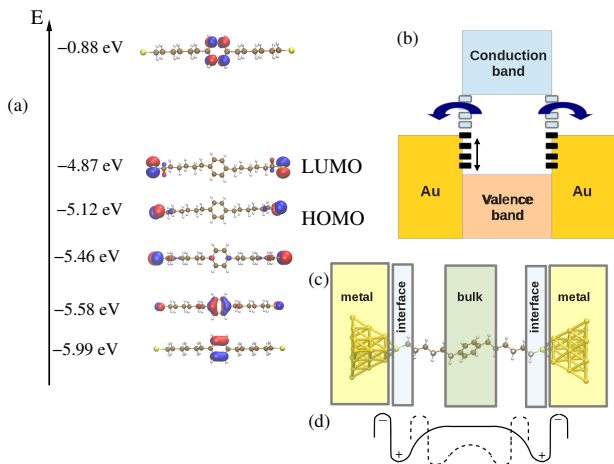 E
(a)
−0.88 eV
−4.87 eV
LUMO
−5.12 eV
HOMO
−5.46 eV
−5.58 eV
−5.99 eV
(b)
Conduction
band
Au
Valence
band
Au
(c)
metal
interface
bulk
interface
metal
(d)
−
+
+
−